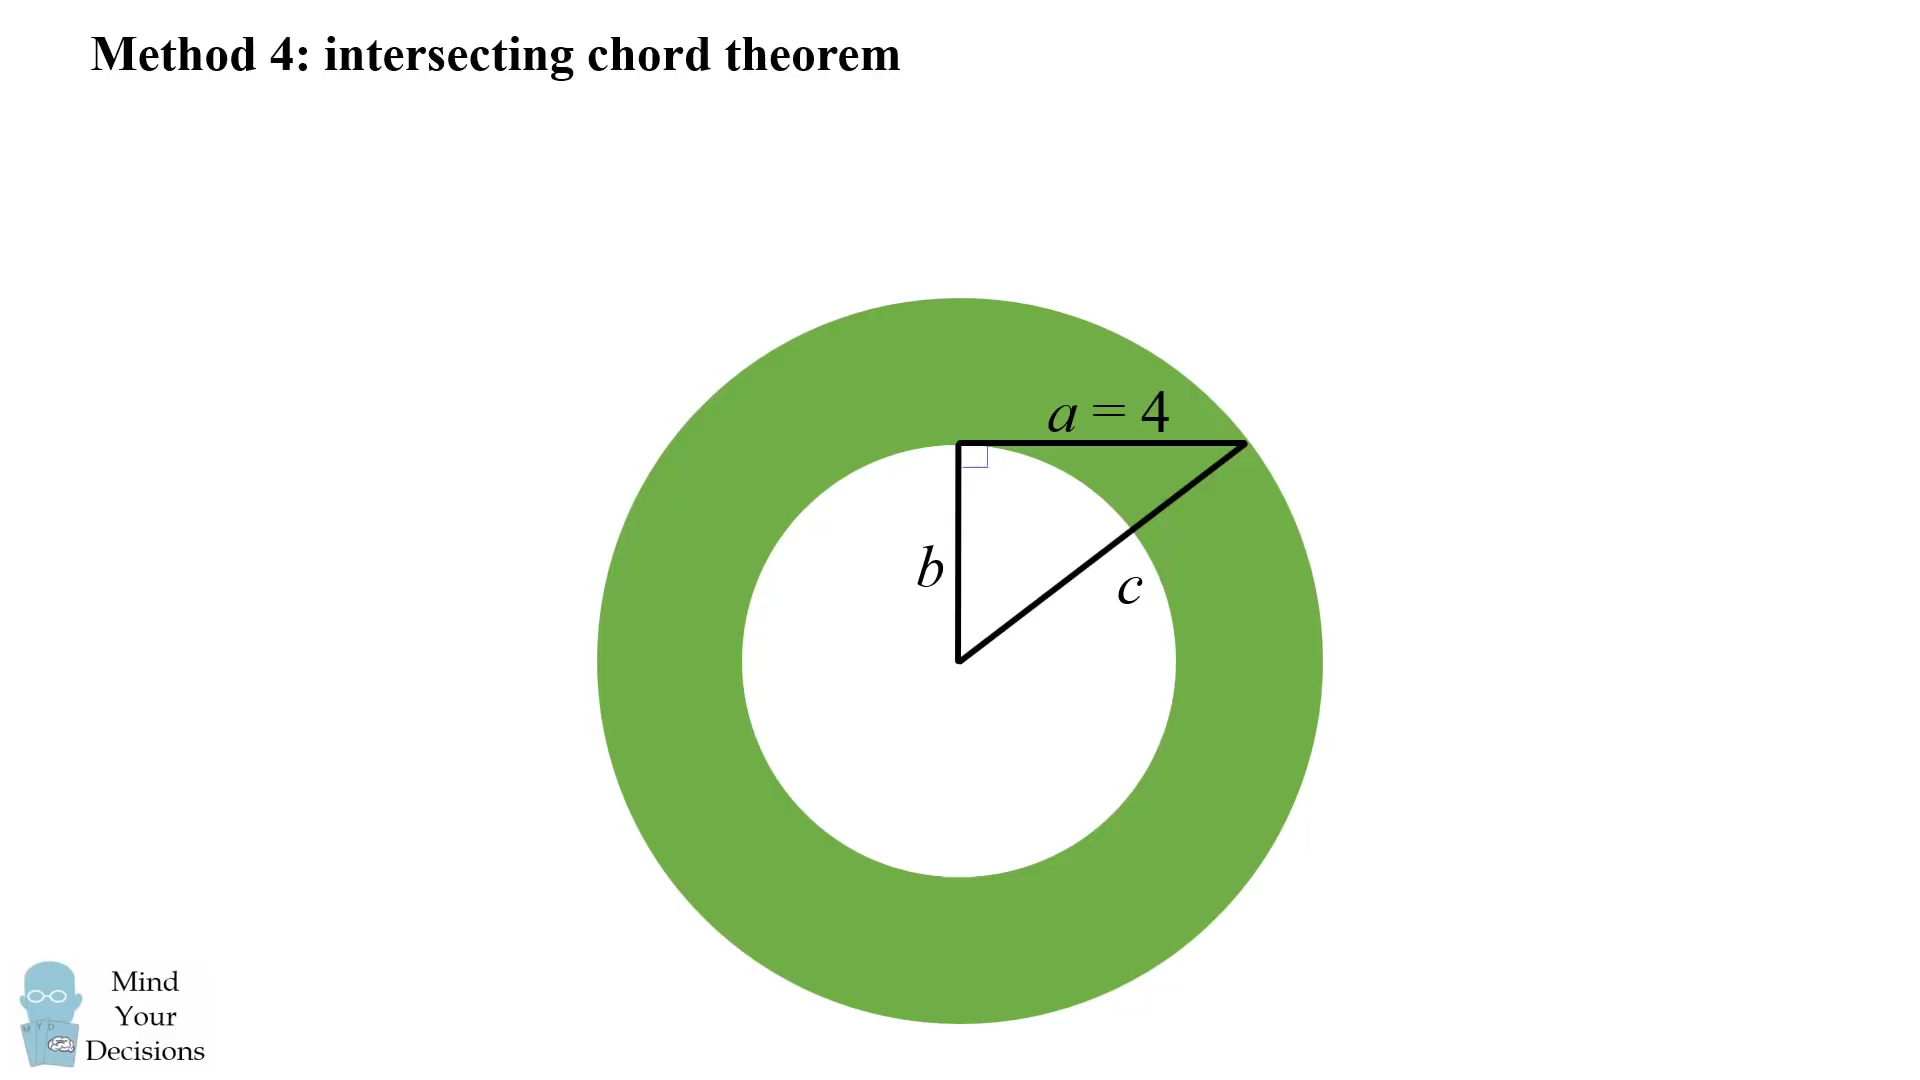 Method 4: intersecting chord theorem
a = 4
b
c
M Y D
Mind
Your
Decisions